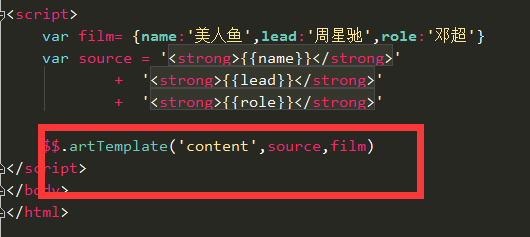 <script>
var film= {name:'美人鱼',lead:'周星驰',role:'邓超'}
var source = '<strong>{{name}}</strong>'
+ '<strong>{{lead}}</strong>'
+ '<strong>{{role}}</strong>'
$$.artTemplate('content',source,film)
</script>
</body>
</html>